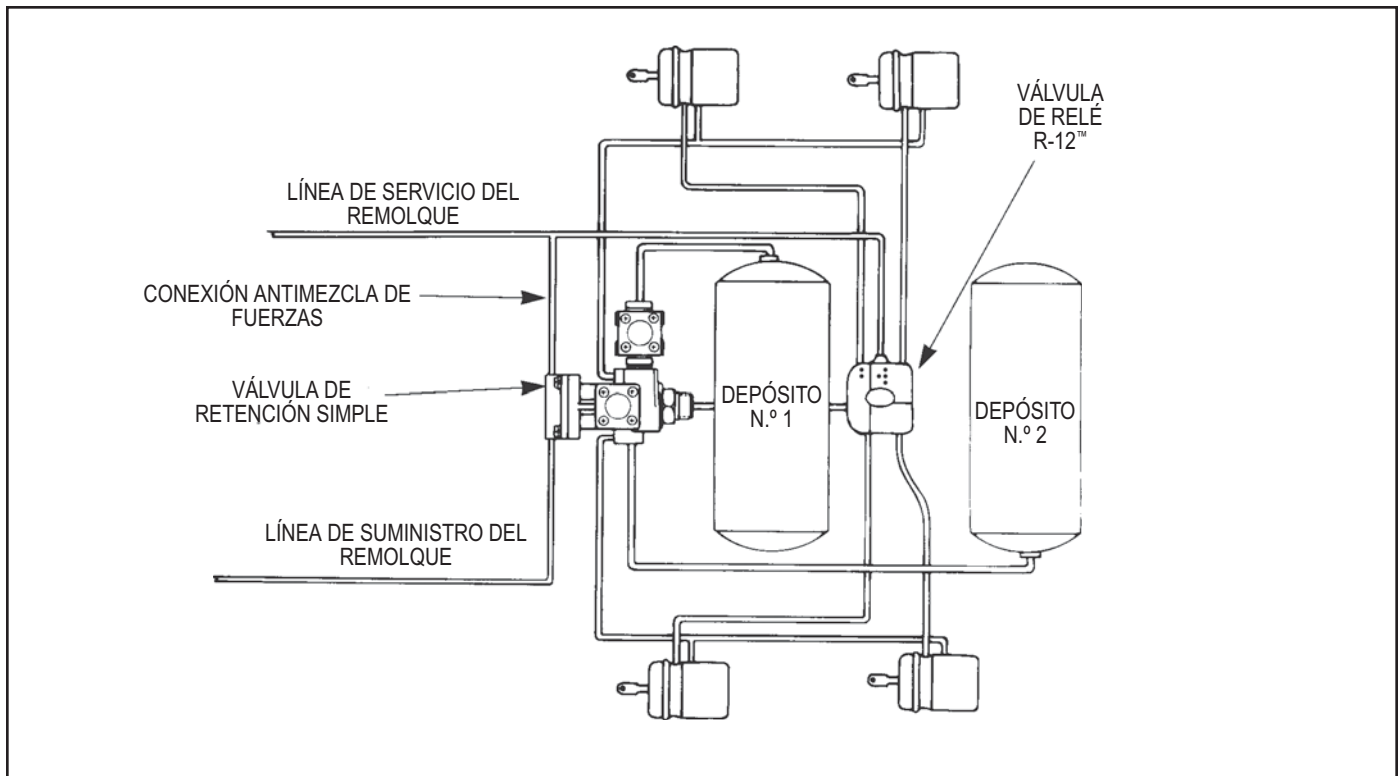 VÁLVULA
DE RELÉ
R-12™
LÍNEA DE SERVICIO DEL
REMOLQUE
CONEXIÓN ANTIMEZCLA DE
FUERZAS
VÁLVULA DE
RETENCIÓN SIMPLE
DEPÓSITO
N.º 1
DEPÓSITO
N.º 2
LÍNEA DE SUMINISTRO DEL
REMOLQUE